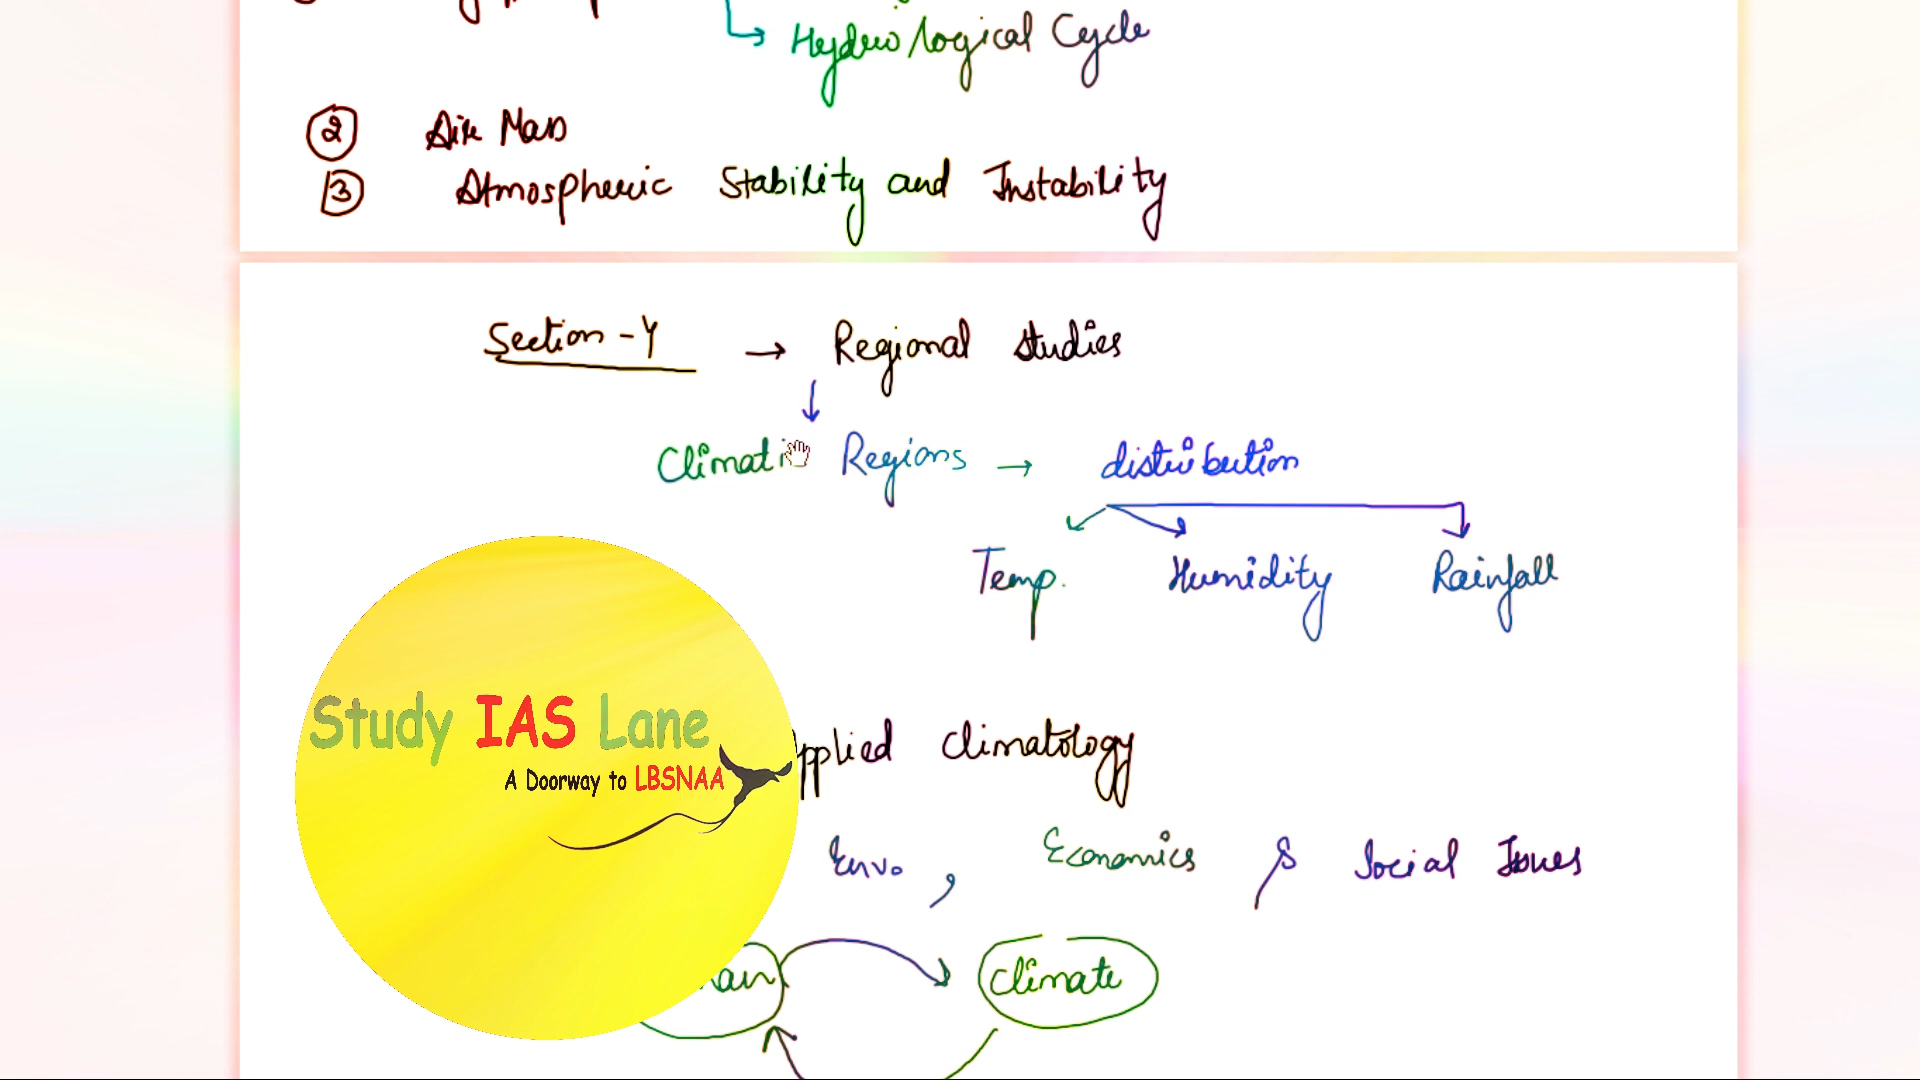 Hydrological Cycle
2 Air Mass
3 Atmospheric Stability and Instability
Section - Y → Regional Studies
Climati Regions → distribution
Temp. Humidity Rainfall
Study IAS Lane
A Doorway to LBSNAA
pplied Climatology
Envo, Economics & Social Issues
Climate